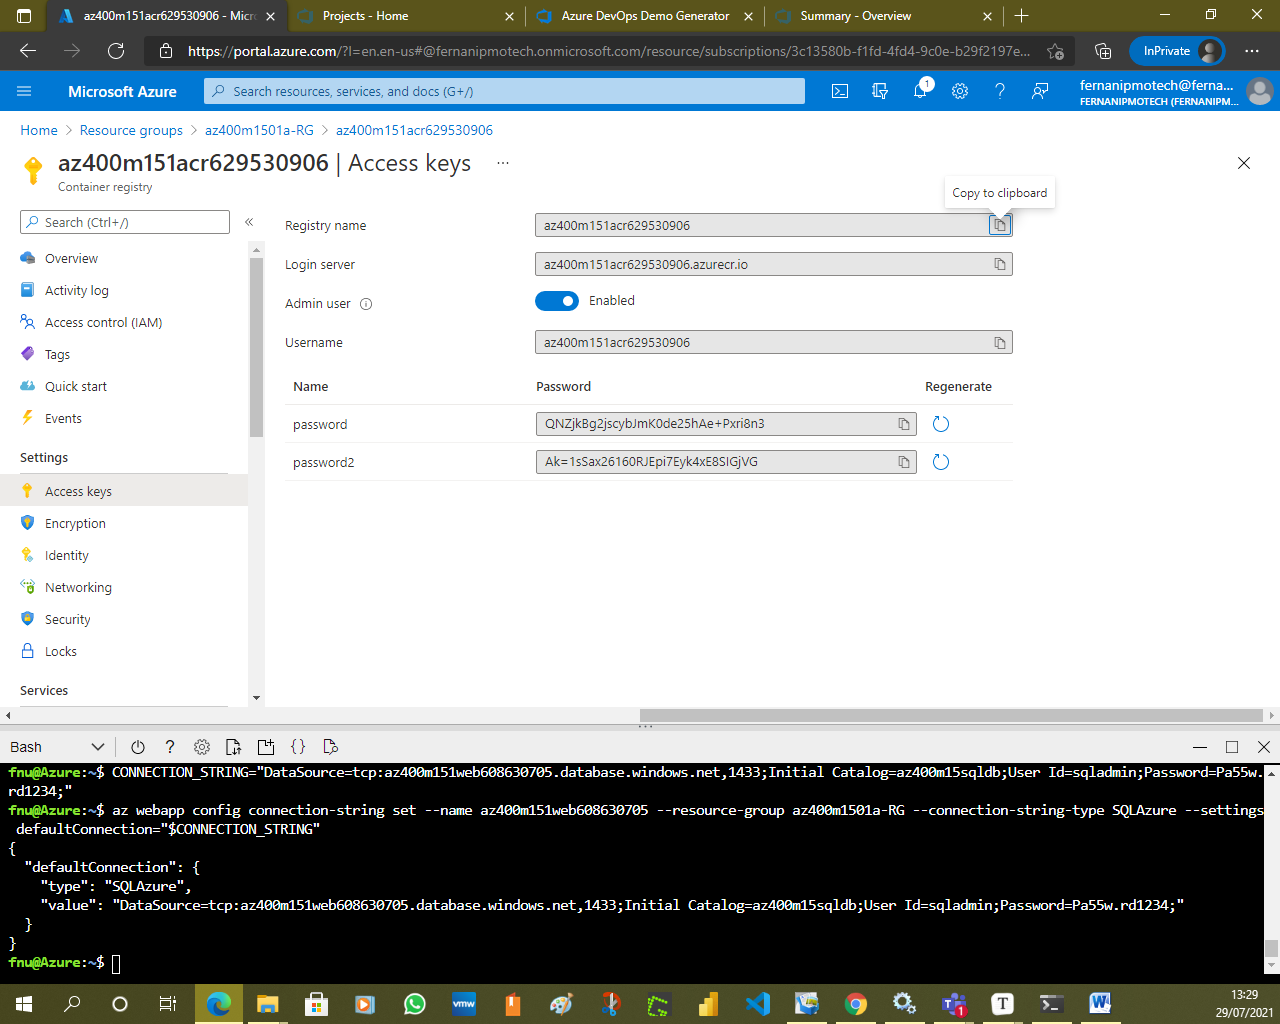 az400m151acr629530906 - Micr
Projects - Home
Azure DevOps Demo Generator
Summary - Overview
https://portal.azure.com/?l=en.en-us#@fernanipmotech.onmicrosoft.com/resource/subscriptions/3c13580b-f1fd-4fd4-9c0e-b29f2197e...
InPrivate
Microsoft Azure
Search resources, services, and docs (G+/)
1
fernanipmotech@ferna...
FERNANIPMOTECH (FERNANIPM...
Home > Resource groups > az400m1501a-RG > az400m151acr629530906
az400m151acr629530906 | Access keys ...
Container registry
Copy to clipboard
Search (Ctrl+/)
Overview
Activity log
Access control (IAM)
Tags
Quick start
Events
Settings
Access keys
Encryption
Identity
Networking
Security
Locks
Services
Registry name
az400m151acr629530906
Login server
az400m151acr629530906.azurecr.io
Admin user
Enabled
Username
az400m151acr629530906
Name Password Regenerate
password QNZjkBg2jscybJmK0de25hAe+Pxri8n3
password2 Ak=1sSax26160RJEpi7Eyk4xE8SIGjVG
Bash
fnu@Azure:~$ CONNECTION_STRING="DataSource=tcp:az400m151web608630705.database.windows.net,1433;Initial Catalog=az400m15sqldb;User Id=sqladmin;Password=Pa55w.
rd1234;"
fnu@Azure:~$ az webapp config connection-string set --name az400m151web608630705 --resource-group az400m1501a-RG --connection-string-type SQLAzure --settings
defaultConnection="$CONNECTION_STRING"
{
"defaultConnection": {
"type": "SQLAzure",
"value": "DataSource=tcp:az400m151web608630705.database.windows.net,1433;Initial Catalog=az400m15sqldb;User Id=sqladmin;Password=Pa55w.rd1234;"
}
}
fnu@Azure:~$
vmw
1
T
13:29
29/07/2021